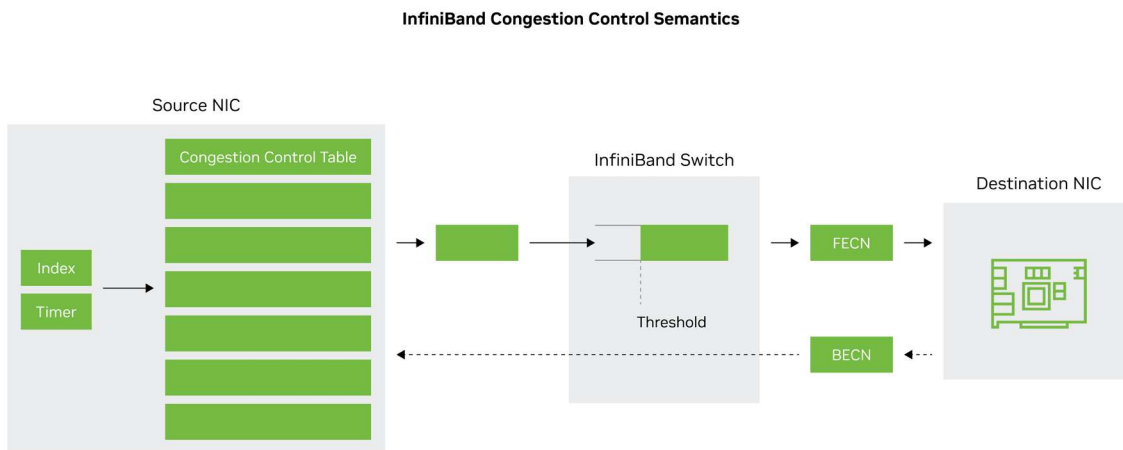 InfiniBand Congestion Control Semantics
Source NIC
Congestion Control Table
Index
Timer
InfiniBand Switch
Threshold
FECN
BECN
Destination NIC